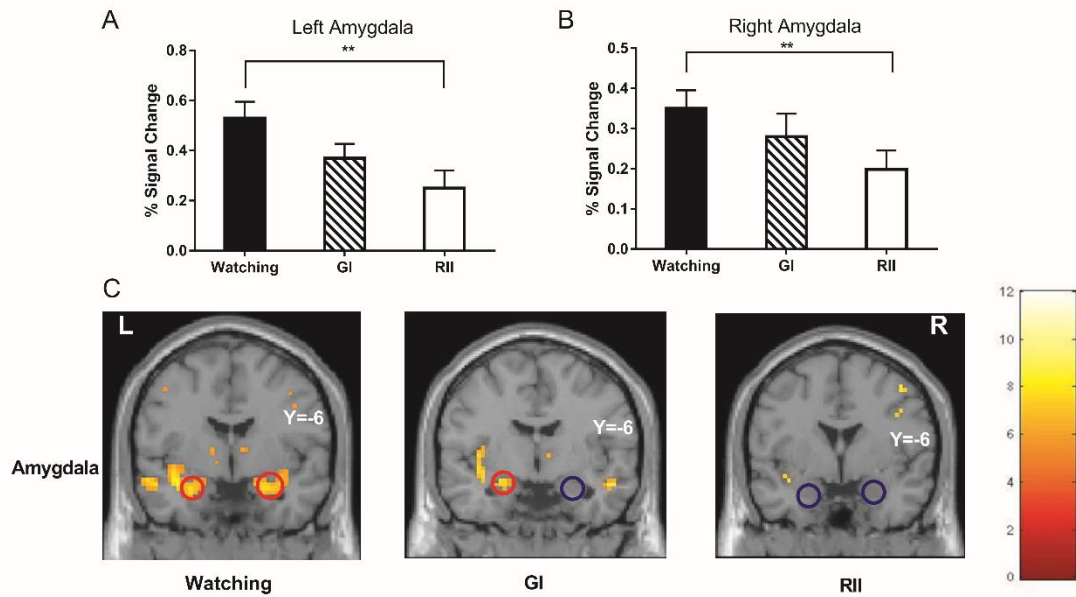 A
Left Amygdala
**
% Signal Change
0.8
0.6
0.4
0.2
0.0
Watching GI RII
B
Right Amygdala
**
% Signal Change
0.5
0.4
0.3
0.2
0.1
0.0
Watching GI RII
C
L
Y=-6
Y=-6
R
Y=-6
Amygdala
Watching GI RII
12
10
8
6
4
2
0